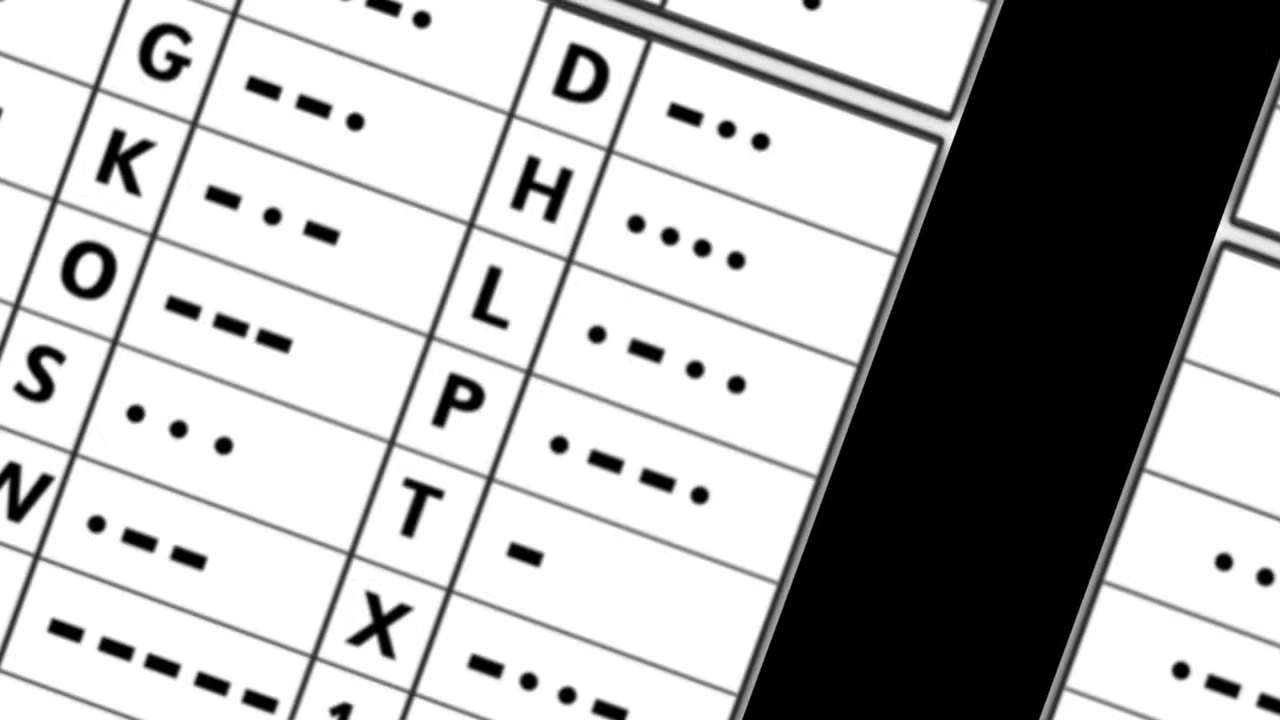 G --. D -..
K -.- H ....
O --- L .-..
S ... P .--.
.-- T -
----- X -..-